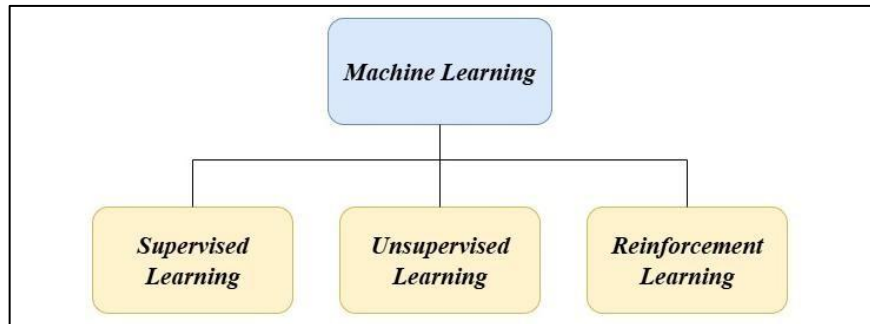 Machine Learning
Supervised
Learning
Unsupervised
Learning
Reinforcement
Learning